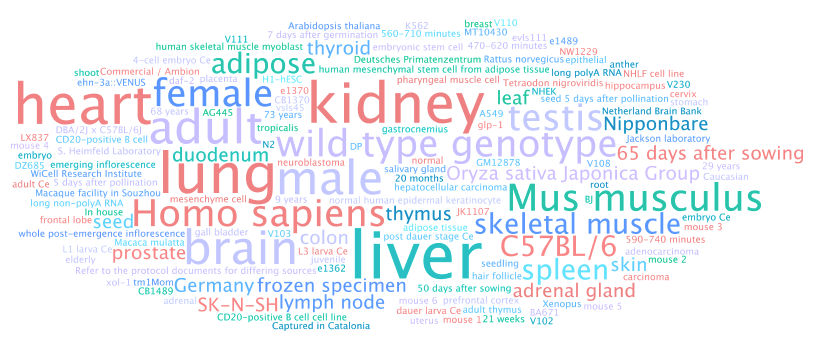 Arabidopsis thaliana K562 breast V110
V111 7 days after germination 560-710 minutes MT10430
human skeletal muscle myoblast thyroid embryonic stem cell evls111 470-620 minutes e1489
4-cell embryo Ce adipose Deutsches Primatenzentrum Rattus norvegicus epithelial NW1229 anther
shoot Commercial / Ambion daf-2 placenta H1-hESC human mesenchymal stem cell from adipose tissue long polyA RNA NHLF cell line
ehn-3a::VENUS female e1370 pharyngeal muscle cell Tetraodon nigroviridis hippocampus cervix
heart CB1370 vsls45 kidney NHEK leaf seed 5 days after pollination V230 stomach
68 years AG445 73 years A549 testis Netherland Brain Bank
DBA/2J x C57BL/6J adult tropicalis gastrocnemius glp-1 Nipponbare
LX837 CD20-positive B cell wild type genotype Jackson laboratory
mouse 4 S. Heimfeld Laboratory N2 DP
embryo duodenum neuroblastoma normal GM12878 V108 65 days after sowing
DZ685 emerging inflorescence lung salivary gland Oryza sativa Japonica Group 29 years
WiCell Research Institute male 20 months Caucasian
adult Ce 5 days after pollination hepatocellular carcinoma root
Macaque facility in Souzhou mesenchyme cell 9 years normal human epidermal keratinocyte Mus musculus BJ
long non-polyA RNA In house Homo sapiens thymus JK1107 embryo Ce
frontal lobe seed adipose tissue skeletal muscle mouse 3
whole post-emergence inflorescence gall bladder V103 colon post dauer stage Ce 590-740 minutes
L1 larva Ce Macaca mulatta brain L3 larva Ce liver C57BL/6 adenocarcinoma
elderly prostate juvenile seedling spleen skin mouse 2
Refer to the protocol documents for differing sources e1362 hair follicle carcinoma
xol-1 tm1Mom Germany frozen specimen 50 days after sowing adrenal gland
CB1489 adrenal SK-N-SH lymph node mouse 6 prefrontal cortex Xenopus mouse 5
dauer larva Ce adult thymus 8A671
CD20-positive B cell cell line uterus mouse 1 21 weeks V102
Captured in Catalonia